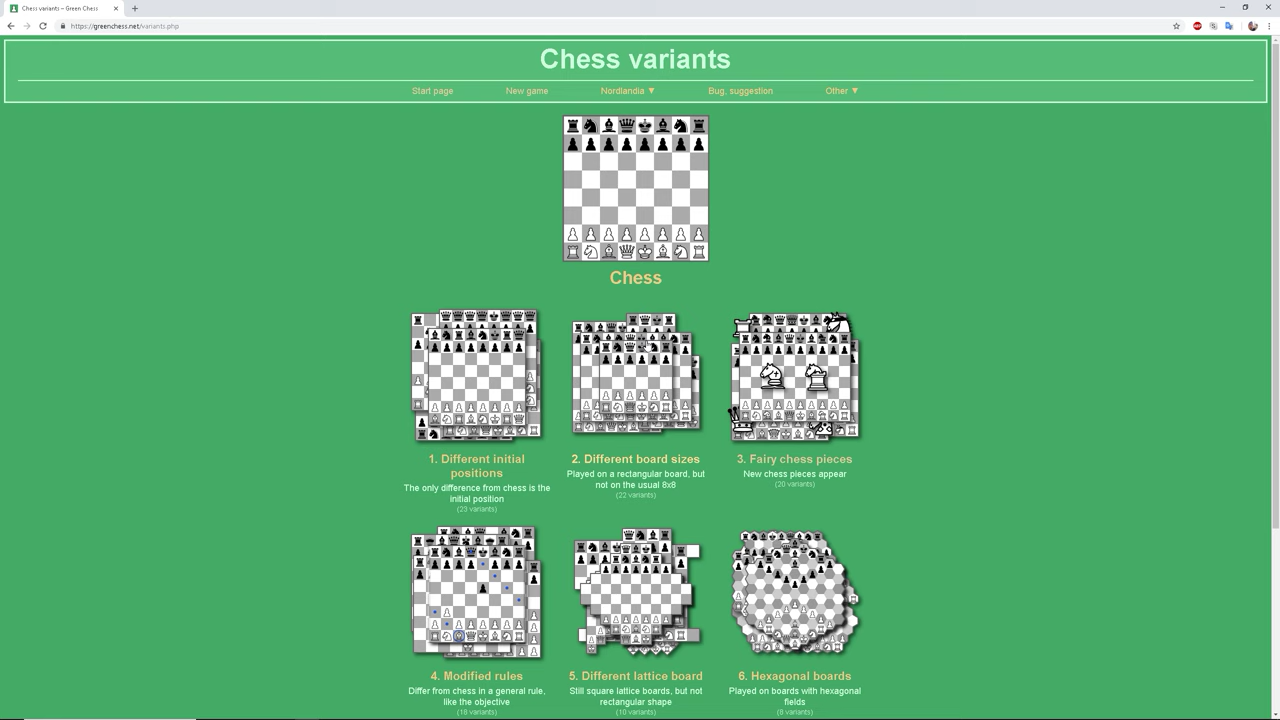 Chess variants – Green Chess
https://greenchess.net/variants.php
Chess variants
Start page New game Nordlandia ▼ Bug, suggestion Other ▼
Chess
1. Different initial
positions
The only difference from chess is the
initial position
(23 variants)
2. Different board sizes
Played on a rectangular board, but
not on the usual 8x8
(22 variants)
3. Fairy chess pieces
New chess pieces appear
(20 variants)
4. Modified rules
Differ from chess in a general rule,
like the objective
(18 variants)
5. Different lattice board
Still square lattice boards, but not
rectangular shape
(10 variants)
6. Hexagonal boards
Played on boards with hexagonal
fields
(8 variants)